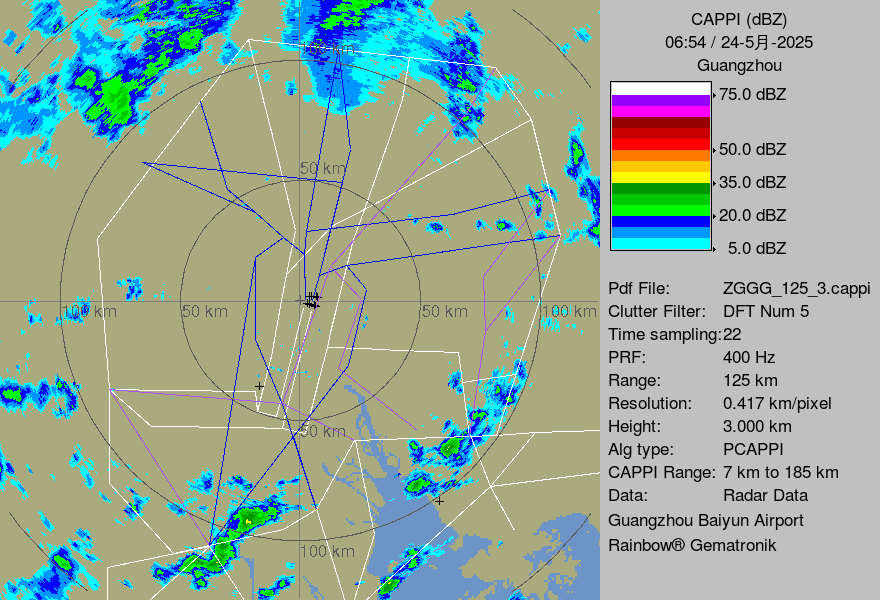 CAPPI (dBZ)
06:54 / 24-5月-2025
Guangzhou
75.0 dBZ
50.0 dBZ
35.0 dBZ
20.0 dBZ
5.0 dBZ
Pdf File: ZGGG_125_3.cappi
Clutter Filter: DFT Num 5
Time sampling:22
PRF: 400 Hz
Range: 125 km
Resolution: 0.417 km/pixel
Height: 3.000 km
Alg type: PCAPPI
CAPPI Range: 7 km to 185 km
Data: Radar Data
Guangzhou Baiyun Airport
Rainbow® Gematronik
100 km
50 km
100 km
50 km
50 km
100 km
50 km
100 km